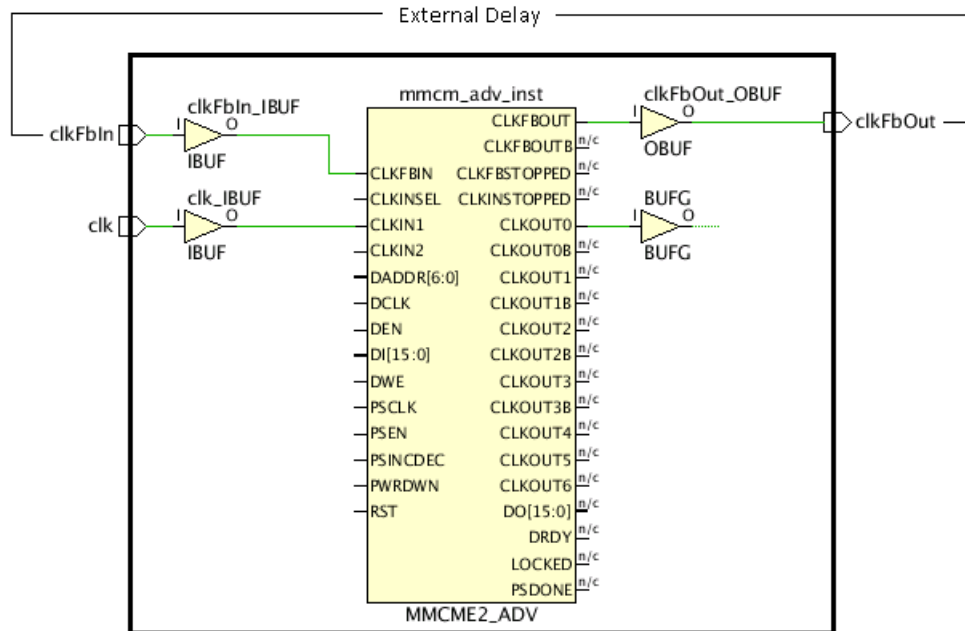 External Delay
mmcm_adv_inst
clkFbIn_IBUF
clkFbOut_OBUF
clkFbIn
I
O
IBUF
clk_IBUF
clk
I
O
IBUF
CLKFBIN
CLKINSEL
CLKIN1
CLKIN2
DADDR[6:0]
DCLK
DEN
DI[15:0]
DWE
PSCLK
PSEN
PSINCDEC
PWRDWN
RST
CLKFBOUT
CLKFBOUTB n/c
CLKFBSTOPPED n/c
CLKINSTOPPED n/c
CLKOUT0
CLKOUT0B n/c
CLKOUT1 n/c
CLKOUT1B n/c
CLKOUT2 n/c
CLKOUT2B n/c
CLKOUT3 n/c
CLKOUT3B n/c
CLKOUT4 n/c
CLKOUT5 n/c
CLKOUT6 n/c
DO[15:0] n/c
DRDY n/c
LOCKED n/c
PSDONE n/c
MMCME2_ADV
I
O
OBUF
clkFbOut
BUFG
I
O
BUFG